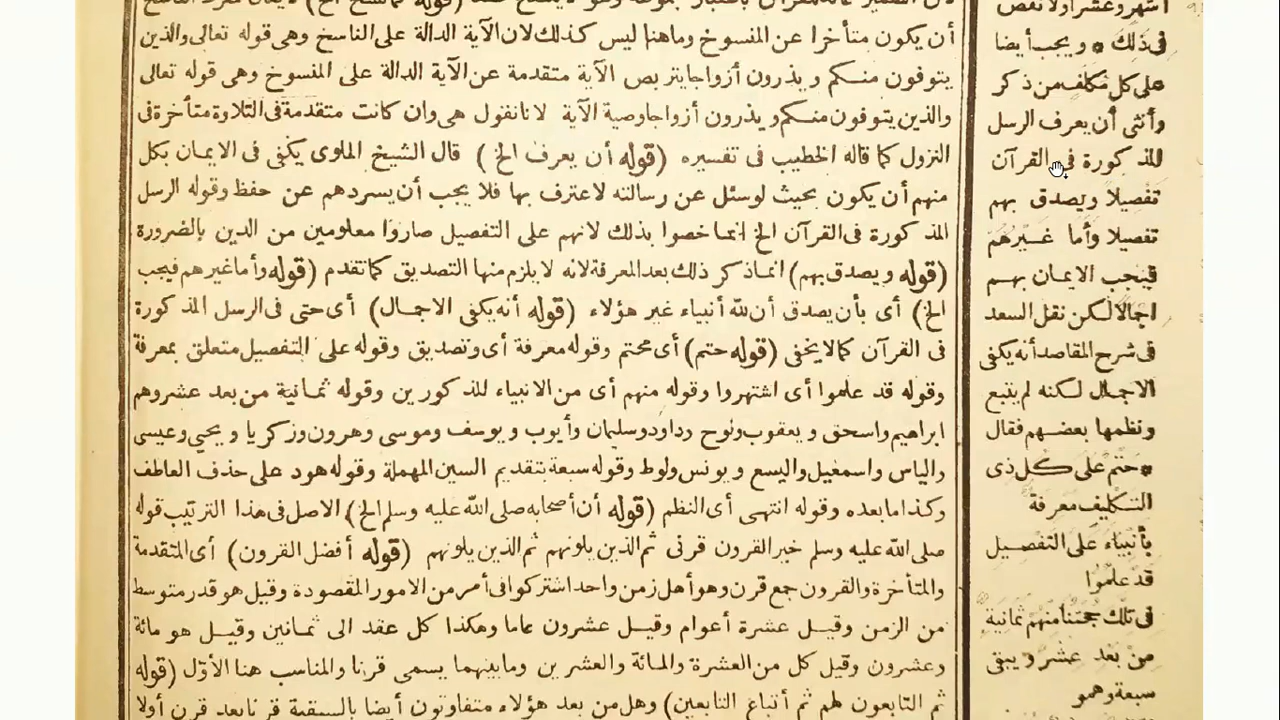 أن يكون متأخرا عن المنسوخ وماهنا ليس كذلك لان الآية الدالة على الناسخ وهى قوله تعالى والذين
يتوفون منكم ويذرون أزواجا يتربصن الآية متقدمة عن الآية الدالة على المنسوخ وهى قوله تعالى
والذين يتوفون منكم ويذرون أزواجا وصية الآية لانا نقول هى وان كانت متقدمة فى التلاوة متأخرة فى
النزول كما قاله الخطيب فى تفسيره (قوله أن يعرف الخ) قال الشيخ الملوى يكفى فى الايمان بكل
منهم أن يكون بحيث لو سئل عن رسالته لاعترف بها فلا يجب أن يسردهم عن حفظ وقوله الرسل
المذكورة فى القرآن الخ انما خصوا بذلك لانهم على التفصيل صاروا معلومين من الدين بالضرورة
(قوله ويصدق بهم) انما ذكر ذلك بعد المعرفة لانه لا يلزم منها التصديق كما تقدم (قوله وأما غيرهم فيجب
الخ) أى بأن يصدق أن لله أنبياء غير هؤلاء (قوله أنه يكفى الاجمال) أى حتى فى الرسل المذكورة
فى القرآن كما لا يخفى (قوله حتم) أى محتم وقوله معرفة أى وتصديق وقوله على التفصيل متعلق بمعرفة
وقوله قد علموا أى اشتهروا وقوله منهم أى من الانبياء المذكورين وقوله ثمانية من بعد عشر وهم
ابراهيم واسحق ويعقوب ونوح وداود وسليمان وأيوب ويوسف وموسى وهرون وزكريا ويحيى وعيسى
والياس واسمعيل واليسع ويونس ولوط وقوله سبعة بتقديم السين المهملة وقوله هود على حذف العاطف
وكذا ما بعده وقوله انتهى أى النظم (قوله أن أصحابه صلى الله عليه وسلم الخ) الاصل فى هذا الترتيب قوله
صلى الله عليه وسلم خير القرون قرنى ثم الذين يلونهم ثم الذين يلونهم (قوله أفضل القرون) أى المتقدمة
والمتأخرة والقرون جمع قرن وهو أهل زمن واحد اشتركوا فى أمر من الامور المقصودة وقيل هو قدر متوسط
من الزمن وقيل عشرة أعوام وقيل عشرون عاما وهكذا كل عقد الى ثمانين وقيل هو مائة
وعشرون وقيل كل من العشرة والمائة والعشرين وما بينهما يسمى قرنا والمناسب هنا الأول (قوله
ثم التابعون لهم ثم أتباع التابعين) وهل من بعد هؤلاء متفاوتون أيضا بالسبقية قرنا بعد قرن أولا
أشهر وعشرا ولا نقص
فى ذلك * ويجب أيضا
على كل مكلف من ذكر
وأنثى أن يعرف الرسل
المذكورة فى القرآن
تفصيلا ويصدق بهم
تفصيلا وأما غيرهم
فيجب الايمان بهم
اجمالا لكن نقل السعد
فى شرح المقاصد أنه يكفى
الاجمال لكنه لم يتبع
ونظمها بعضهم فقال
* حتم على كل ذى
التكليف معرفة
بأنبياء على التفصيل
قد علموا
فى تلك حجتنا منهم ثمانية
من بعد عشر ويبقى
سبعة وهمو